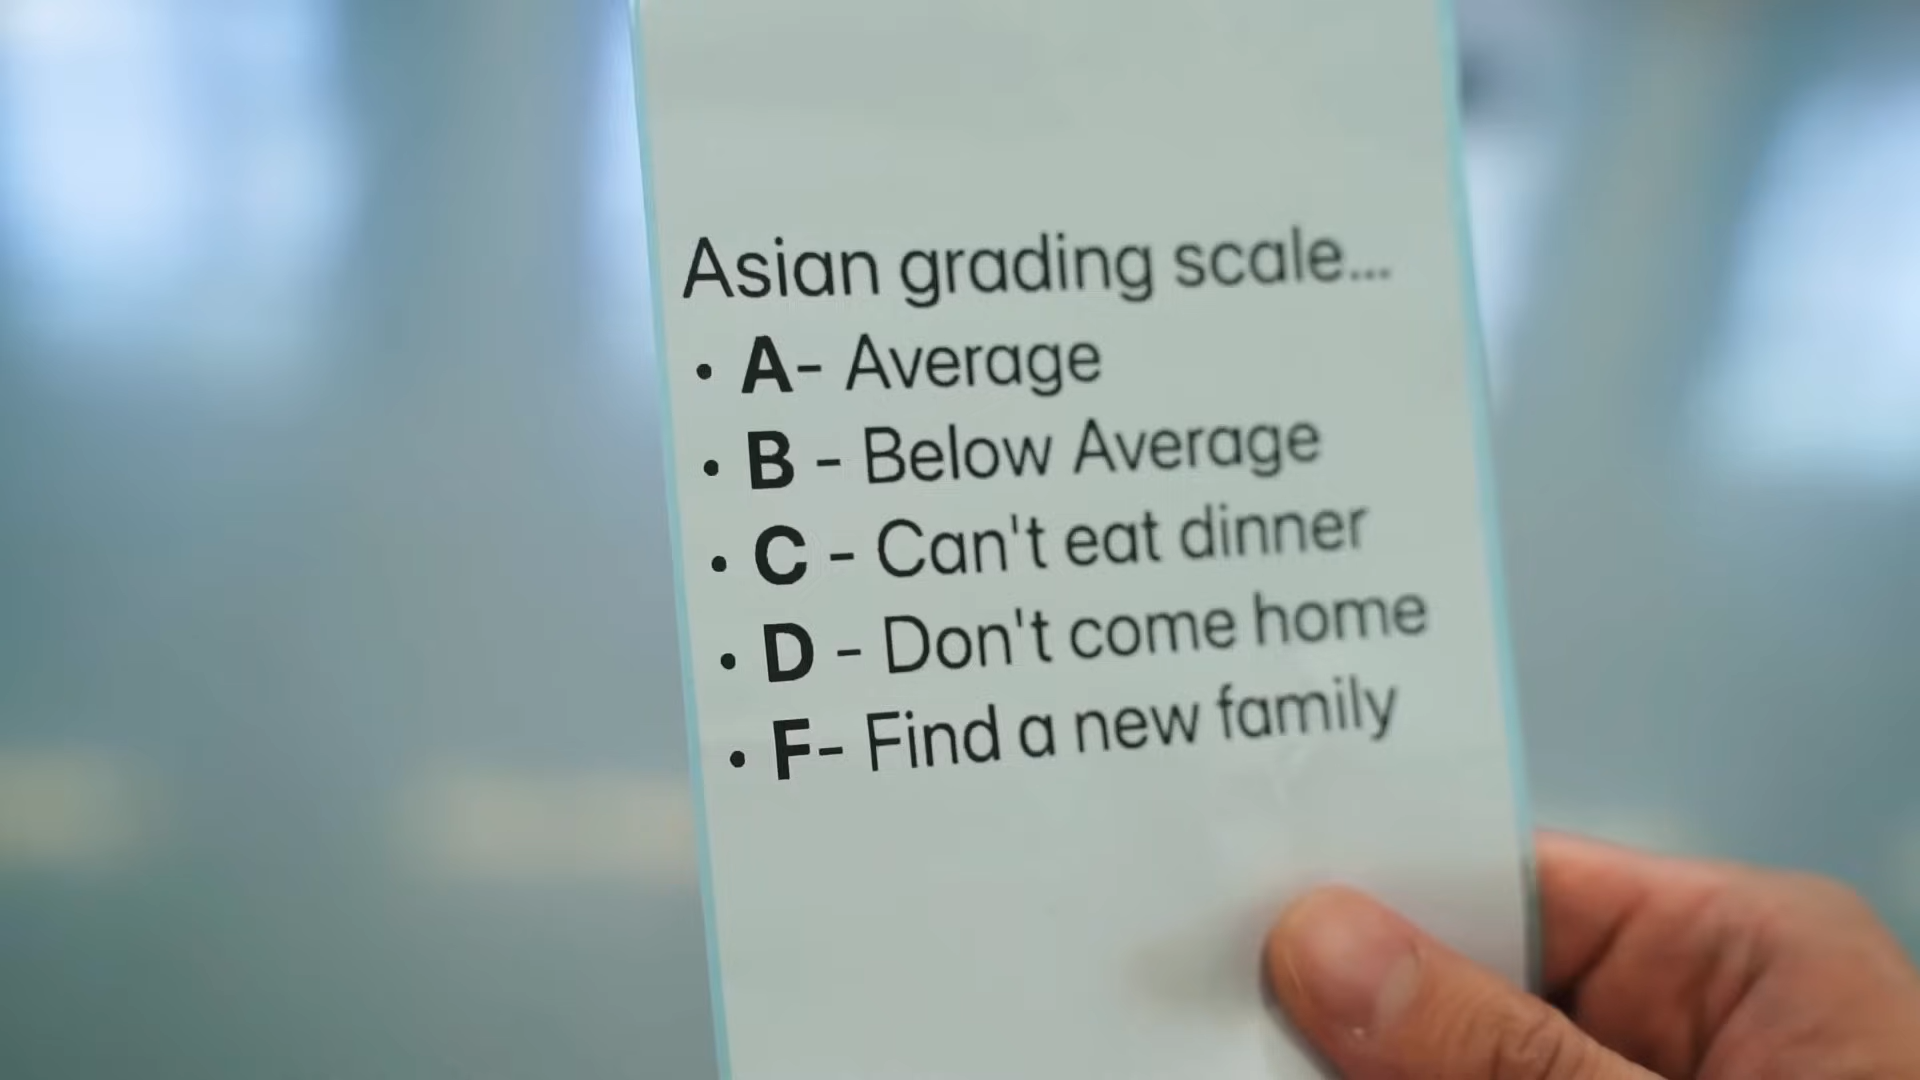 Asian grading scale...
• A- Average
• B - Below Average
• C - Can't eat dinner
• D - Don't come home
• F- Find a new family